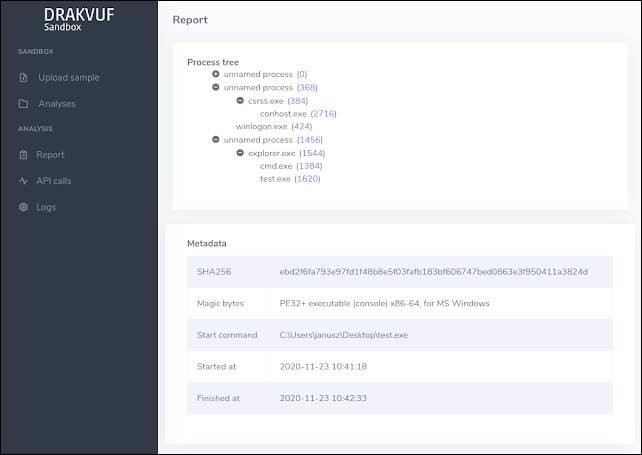 DRAKVUF
Sandbox
SANDBOX
Upload sample
Analyses
ANALYSIS
Report
API calls
Logs
Report
Process tree
unnamed process (0)
unnamed process (368)
csrss.exe (384)
conhost.exe (2716)
winlogon.exe (424)
unnamed process (1456)
explorer.exe (1544)
cmd.exe (1384)
test.exe (1620)
Metadata
SHA256 ebd2f6fa793e97fd1f48b8e5f03fafb183bf606747bed0863e3f950411a3824d
Magic bytes PE32+ executable (console) x86-64, for MS Windows
Start command C:\Users\janusz\Desktop\test.exe
Started at 2020-11-23 10:41:18
Finished at 2020-11-23 10:42:33